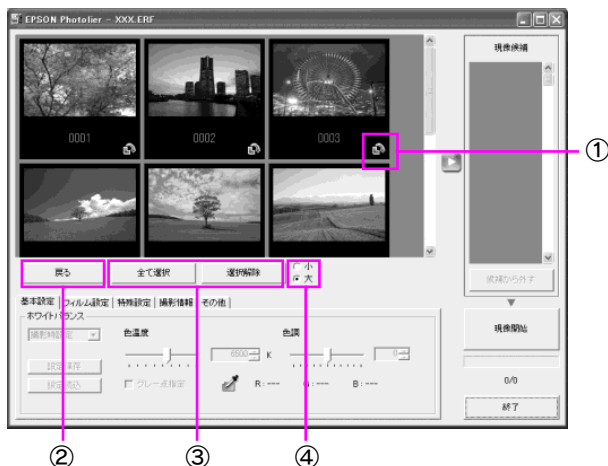 EPSON Photolier - XXX.ERF
現像候補
0001
0002
0003
①
戻る
全て選択
選択解除
小
大
候補から外す
基本設定
フィルム設定
特殊設定
撮影情報
その他
ホワイトバランス
撮影時設定
色温度
色調
6600
K
0
設定保存
設定読込
グレー点指定
R : ---
G : ---
B : ---
現像開始
0/0
終了
②
③
④